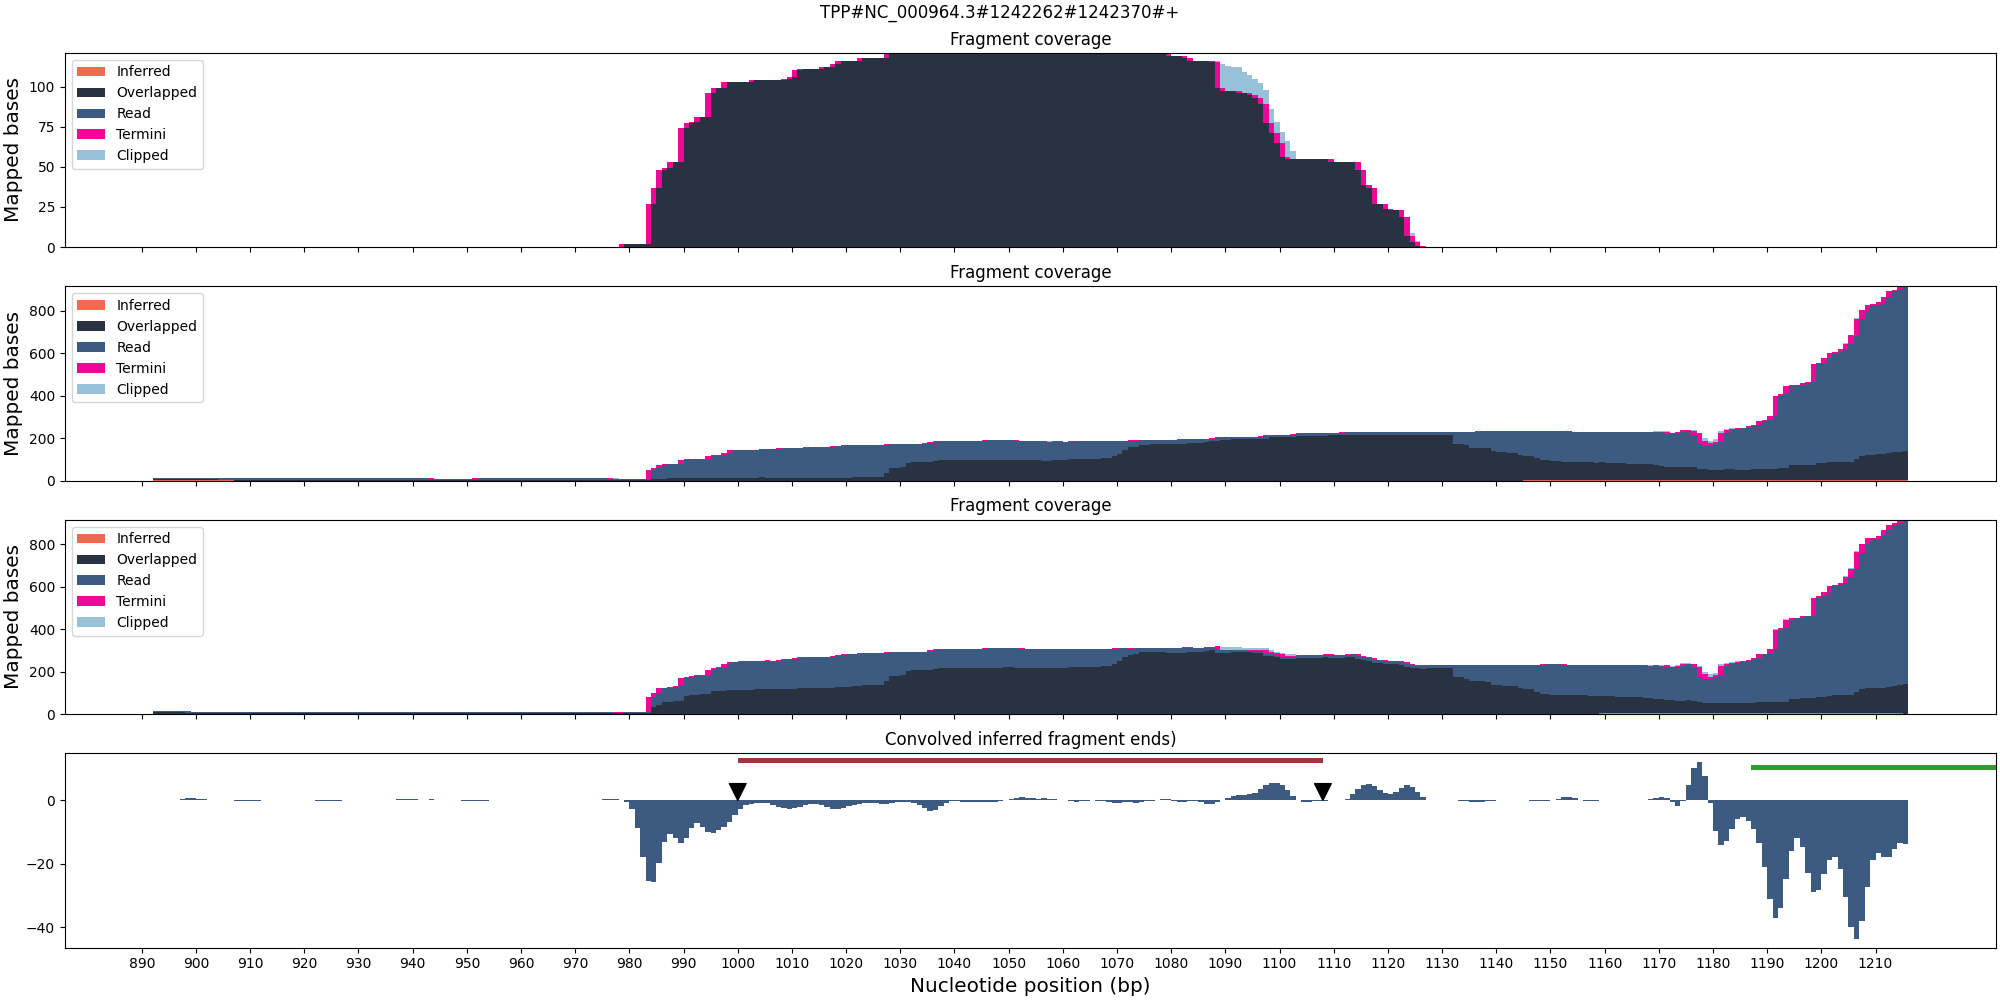 TPP#NC_000964.3#1242262#1242370#+
Fragment coverage
Mapped bases
100
75
50
25
0
Inferred
Overlapped
Read
Termini
Clipped
Fragment coverage
Mapped bases
800
600
400
200
0
Inferred
Overlapped
Read
Termini
Clipped
Fragment coverage
Mapped bases
800
600
400
200
0
Inferred
Overlapped
Read
Termini
Clipped
Convolved inferred fragment ends)
0
−20
−40
890 900 910 920 930 940 950 960 970 980 990 1000 1010 1020 1030 1040 1050 1060 1070 1080 1090 1100 1110 1120 1130 1140 1150 1160 1170 1180 1190 1200 1210
Nucleotide position (bp)